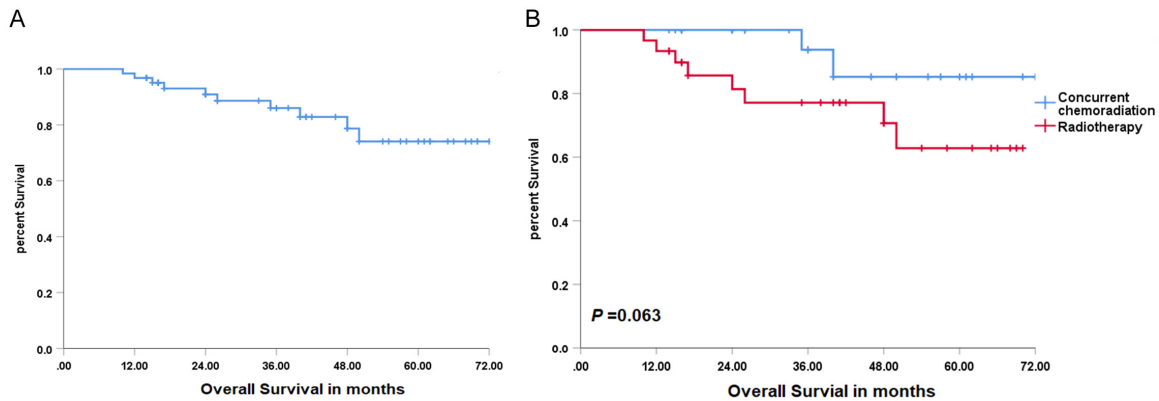 A
percent Survival
1.0
0.8
0.6
0.4
0.2
0.0
.00 12.00 24.00 36.00 48.00 60.00 72.00
Overall Survival in months
B
percent Survival
1.0
0.8
0.6
0.4
0.2
0.0
P =0.063
Concurrent
chemoradiation
Radiotherapy
.00 12.00 24.00 36.00 48.00 60.00 72.00
Overall Survial in months